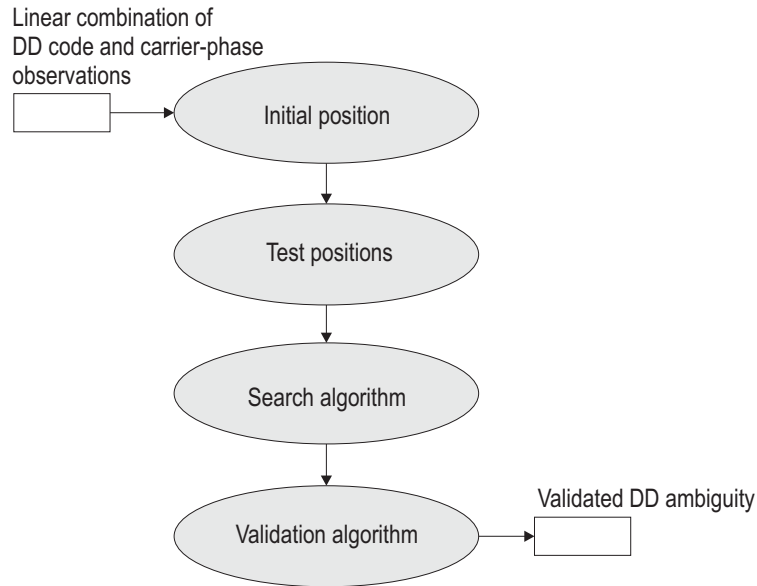 Linear combination of
DD code and carrier-phase
observations
Initial position
Test positions
Search algorithm
Validation algorithm
Validated DD ambiguity